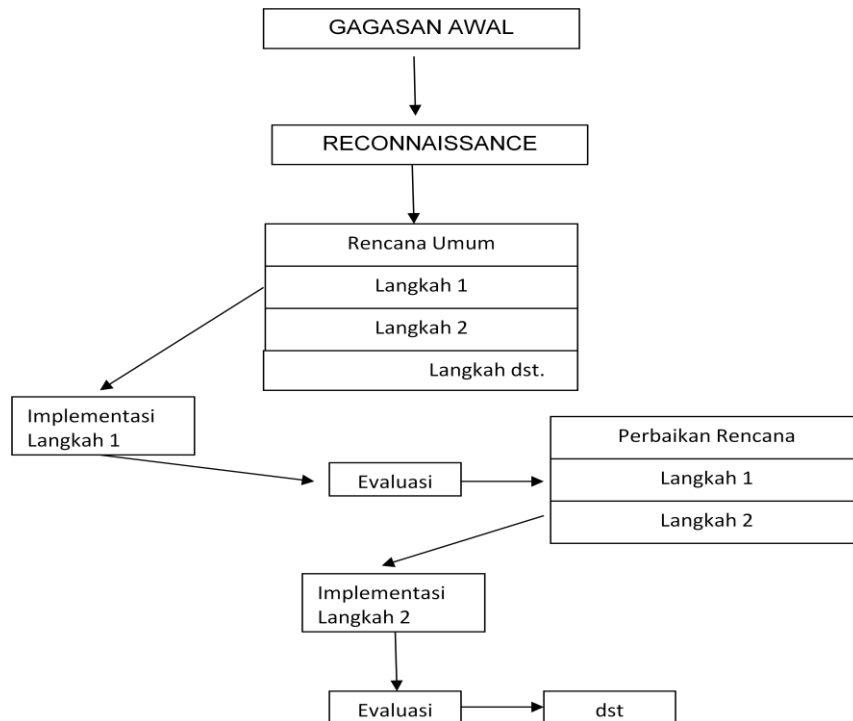 GAGASAN AWAL
RECONNAISSANCE
Rencana Umum
Langkah 1
Langkah 2
Langkah dst.
Implementasi
Langkah 1
Evaluasi
Perbaikan Rencana
Langkah 1
Langkah 2
Implementasi
Langkah 2
Evaluasi
dst